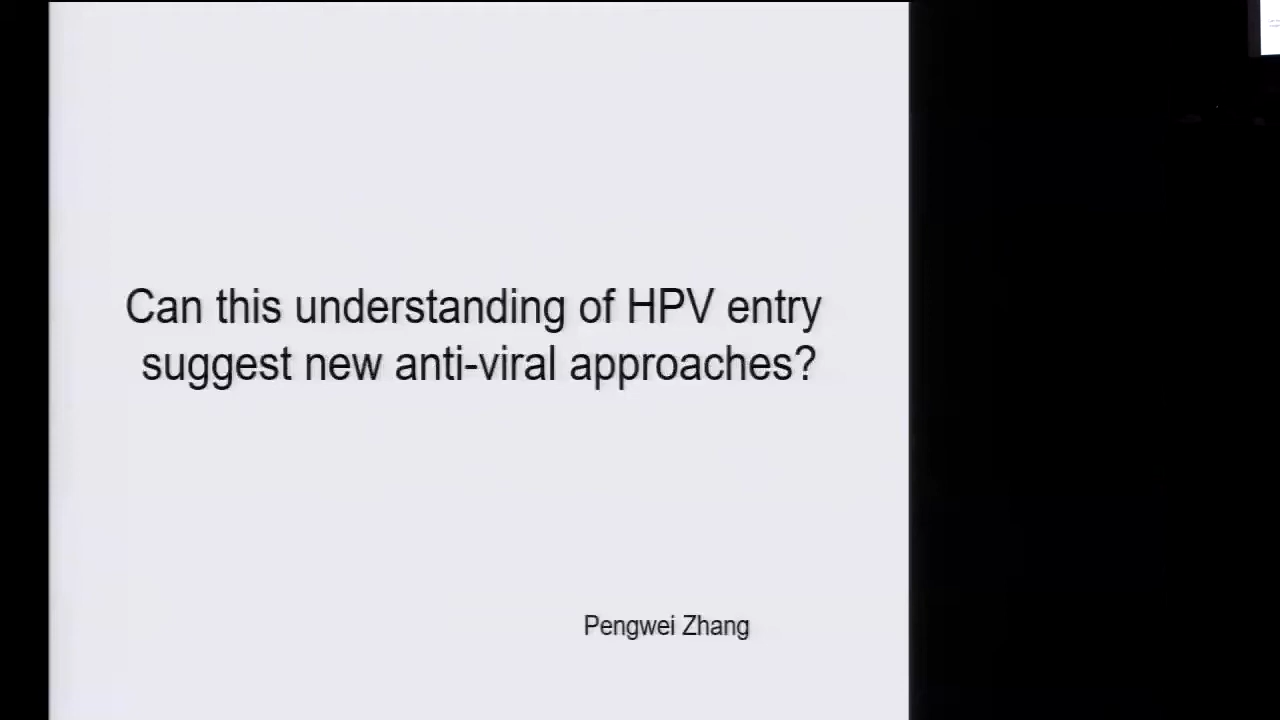 Can this understanding of HPV entry
suggest new anti-viral approaches?
Pengwei Zhang